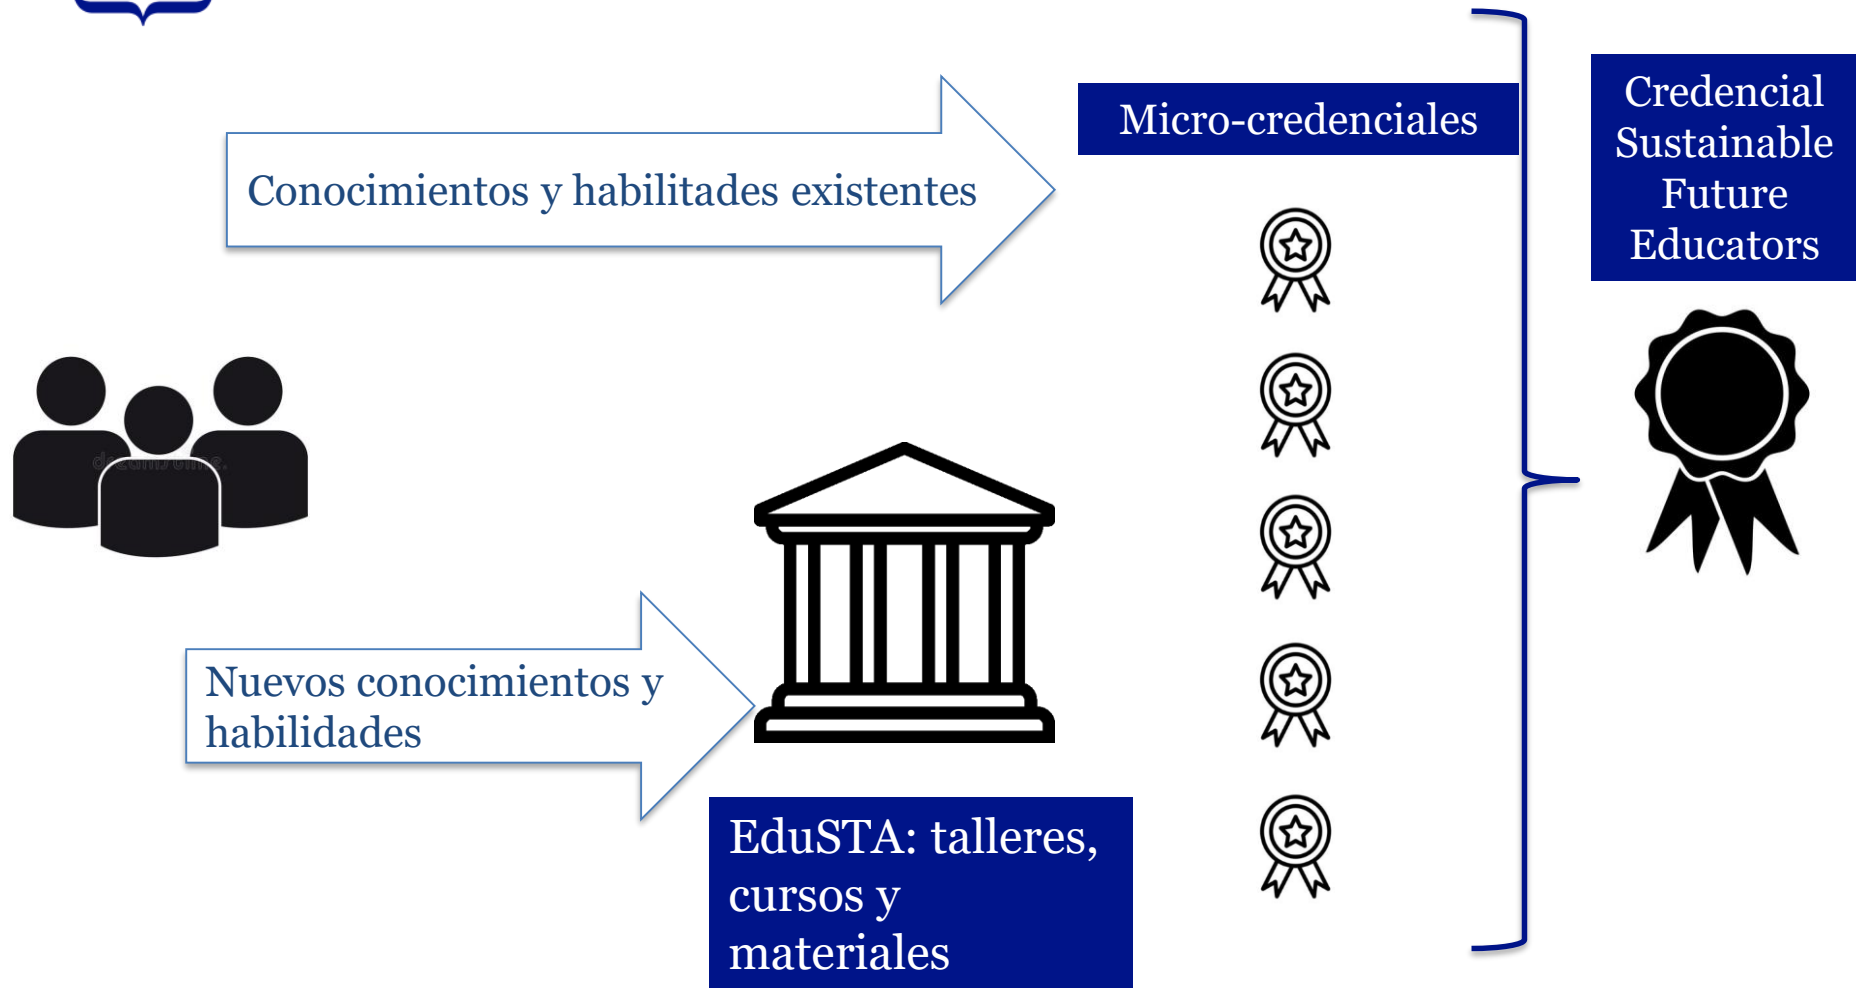 Conocimientos y habilitades existentes
Micro-credenciales
Credencial
Sustainable
Future
Educators
Nuevos conocimientos y
habilidades
EduSTA: talleres,
cursos y
materiales